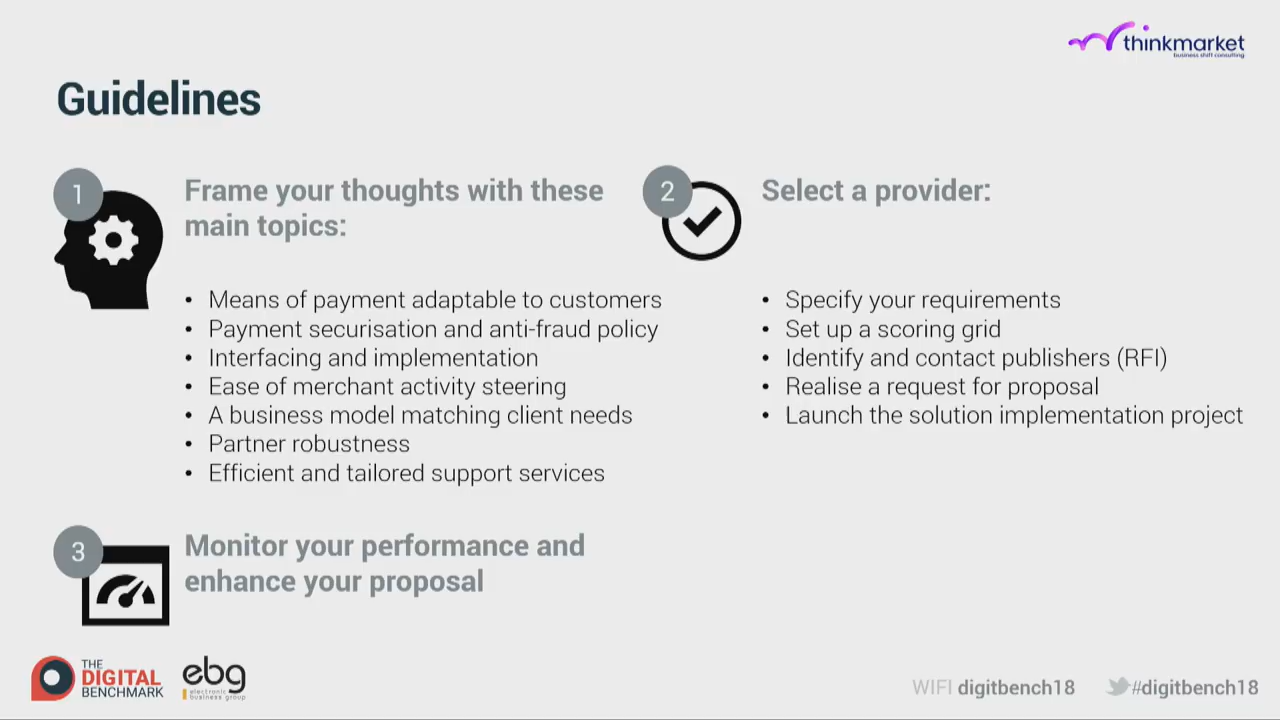 thinkmarket
business shift consulting
Guidelines
1
Frame your thoughts with these
main topics:
• Means of payment adaptable to customers
• Payment securisation and anti-fraud policy
• Interfacing and implementation
• Ease of merchant activity steering
• A business model matching client needs
• Partner robustness
• Efficient and tailored support services
2
Select a provider:
• Specify your requirements
• Set up a scoring grid
• Identify and contact publishers (RFI)
• Realise a request for proposal
• Launch the solution implementation project
3
Monitor your performance and
enhance your proposal
THE
DIGITAL
BENCHMARK
ebg
electronic
business group
WIFI digitbench18
#digitbench18